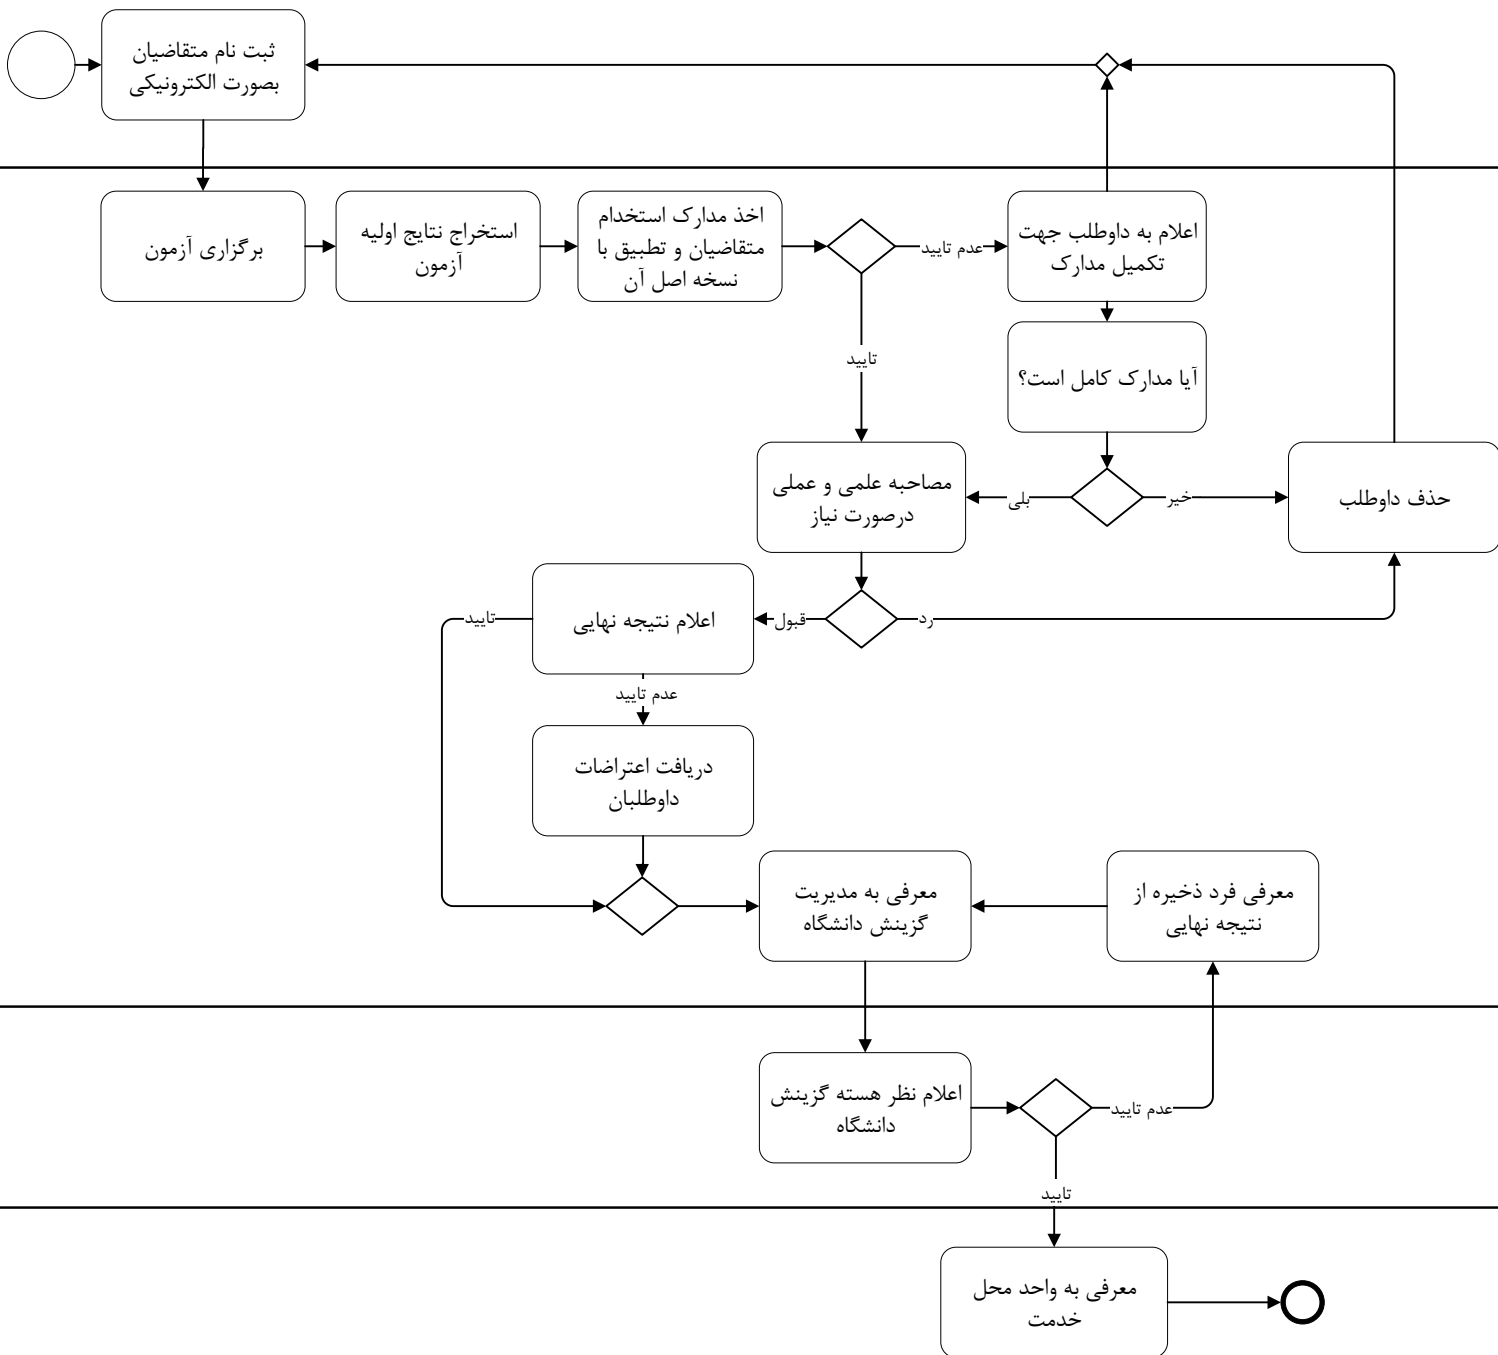 ثبت نام متقاضیان
بصورت الکترونیکی
برگزاری آزمون
استخراج نتایج اولیه
آزمون
اخذ مدارک استخدام
متقاضیان و تطبیق با
نسخه اصل آن
عدم تایید
اعلام به داوطلب جهت
تکمیل مدارک
تایید
آیا مدارک کامل است؟
مصاحبه علمی و عملی
درصورت نیاز
بلی
خیر
حذف داوطلب
تایید
اعلام نتیجه نهایی
قبول
رد
عدم تایید
دریافت اعتراضات
داوطلبان
معرفی به مدیریت
گزینش دانشگاه
معرفی فرد ذخیره از
نتیجه نهایی
اعلام نظر هسته گزینش
دانشگاه
عدم تایید
تایید
معرفی به واحد محل
خدمت